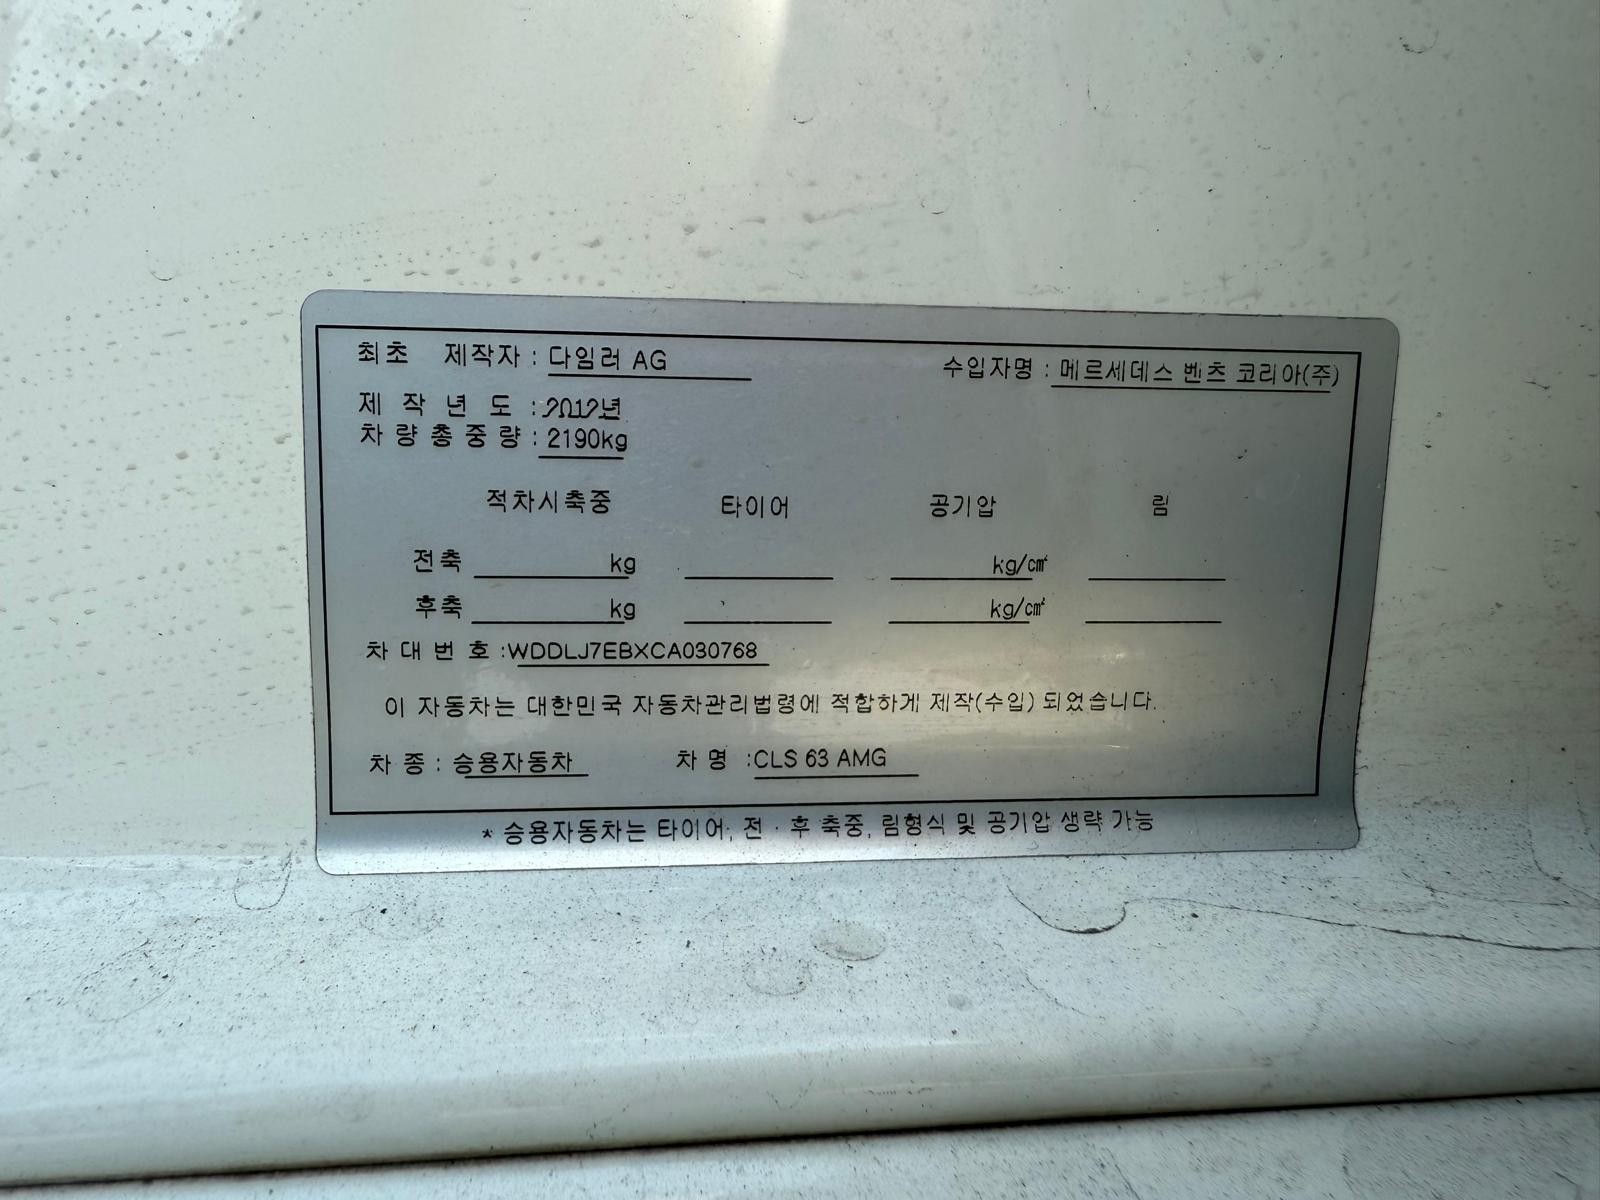 최초 제작자 : 다임러 AG 수입자명 : 메르세데스 벤츠 코리아(주)
제 작 년 도 : 2012년
차 량 총 중 량 : 2190kg
적차시축중 타이어 공기압 림
전축 kg kg/㎠
후축 kg kg/㎠
차 대 번 호 :WDDLJ7EBXCA030768
이 자동차는 대한민국 자동차관리법령에 적합하게 제작(수입) 되었습니다.
차 종 : 승용자동차 차 명 :CLS 63 AMG
* 승용자동차는 타이어, 전 · 후 축중, 림형식 및 공기압 생략 가능